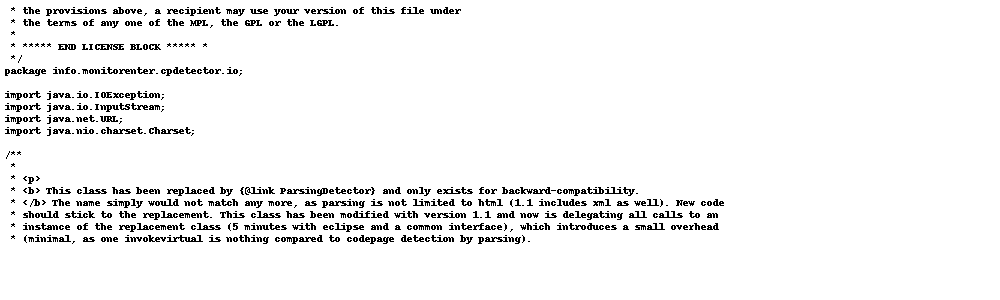 * the provisions above, a recipient may use your version of this file under
* the terms of any one of the MPL, the GPL or the LGPL.
*
* ***** END LICENSE BLOCK ***** *
*/
package info.monitorenter.cpdetector.io;
import java.io.IOException;
import java.io.InputStream;
import java.net.URL;
import java.nio.charset.Charset;
/**
*
* <p>
* <b> This class has been replaced by {@link ParsingDetector} and only exists for backward-compatibility.
* </b> The name simply would not match any more, as parsing is not limited to html (1.1 includes xml as well). New code
* should stick to the replacement. This class has been modified with version 1.1 and now is delegating all calls to an
* instance of the replacement class (5 minutes with eclipse and a common interface), which introduces a small overhead
* (minimal, as one invokevirtual is nothing compared to codepage detection by parsing).